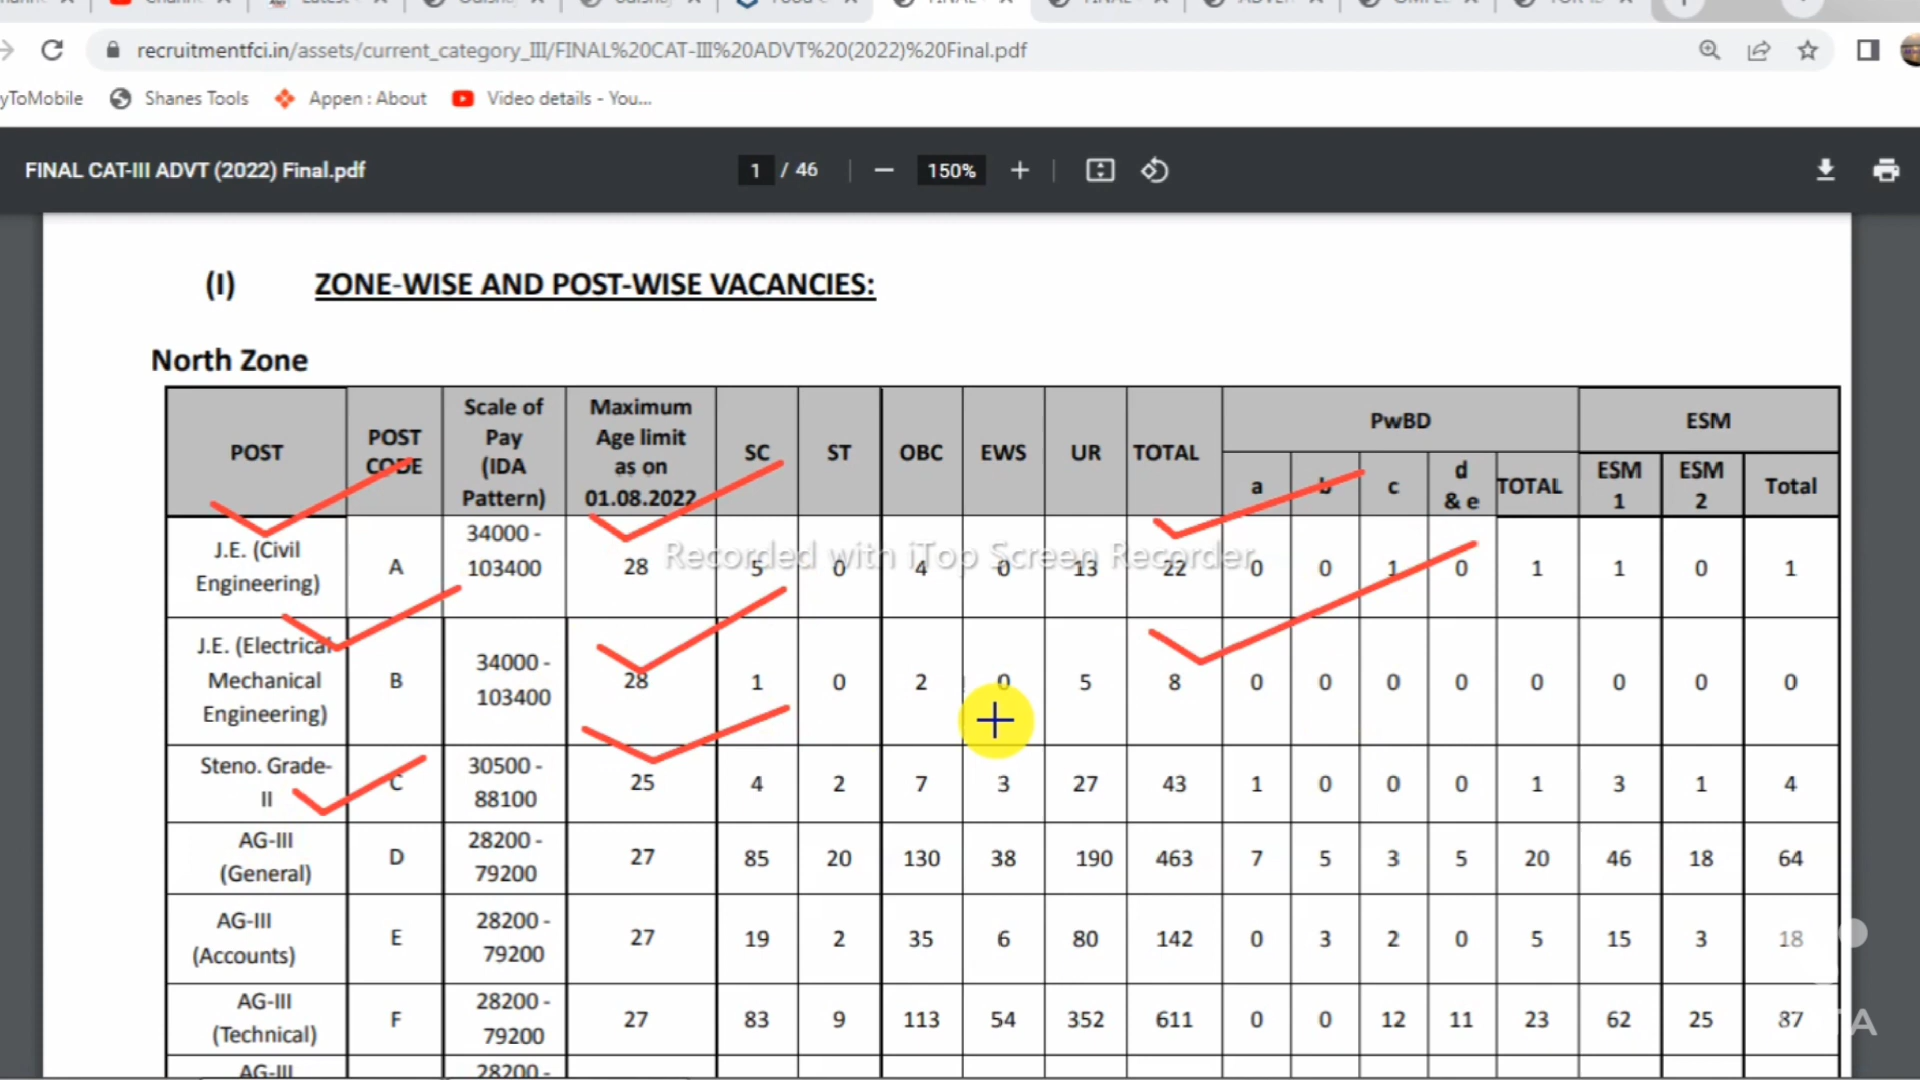 recruitmentfci.in/assets/current_category_III/FINAL%20CAT-III%20ADVT%20(2022)%20Final.pdf
yToMobile Shanes Tools Appen : About Video details - You...
FINAL CAT-III ADVT (2022) Final.pdf 1 / 46 150%
(I) ZONE-WISE AND POST-WISE VACANCIES:
North Zone
POST POST CODE Scale of Pay (IDA Pattern) Maximum Age limit as on 01.08.2022 SC ST OBC EWS UR TOTAL PwBD ESM
a b c d & e TOTAL ESM 1 ESM 2 Total
J.E. (Civil Engineering) A 34000 - 103400 28 5 0 4 0 13 22 0 0 1 0 1 1 0 1
Recorded with iTop Screen Recorder
J.E. (Electrical Mechanical Engineering) B 34000 - 103400 28 1 0 2 0 5 8 0 0 0 0 0 0 0 0
Steno. Grade-II C 30500 - 88100 25 4 2 7 3 27 43 1 0 0 0 1 3 1 4
AG-III (General) D 28200 - 79200 27 85 20 130 38 190 463 7 5 3 5 20 46 18 64
AG-III (Accounts) E 28200 - 79200 27 19 2 35 6 80 142 0 3 2 0 5 15 3 18
AG-III (Technical) F 28200 - 79200 27 83 9 113 54 352 611 0 0 12 11 23 62 25 87
AG-III 28200 -